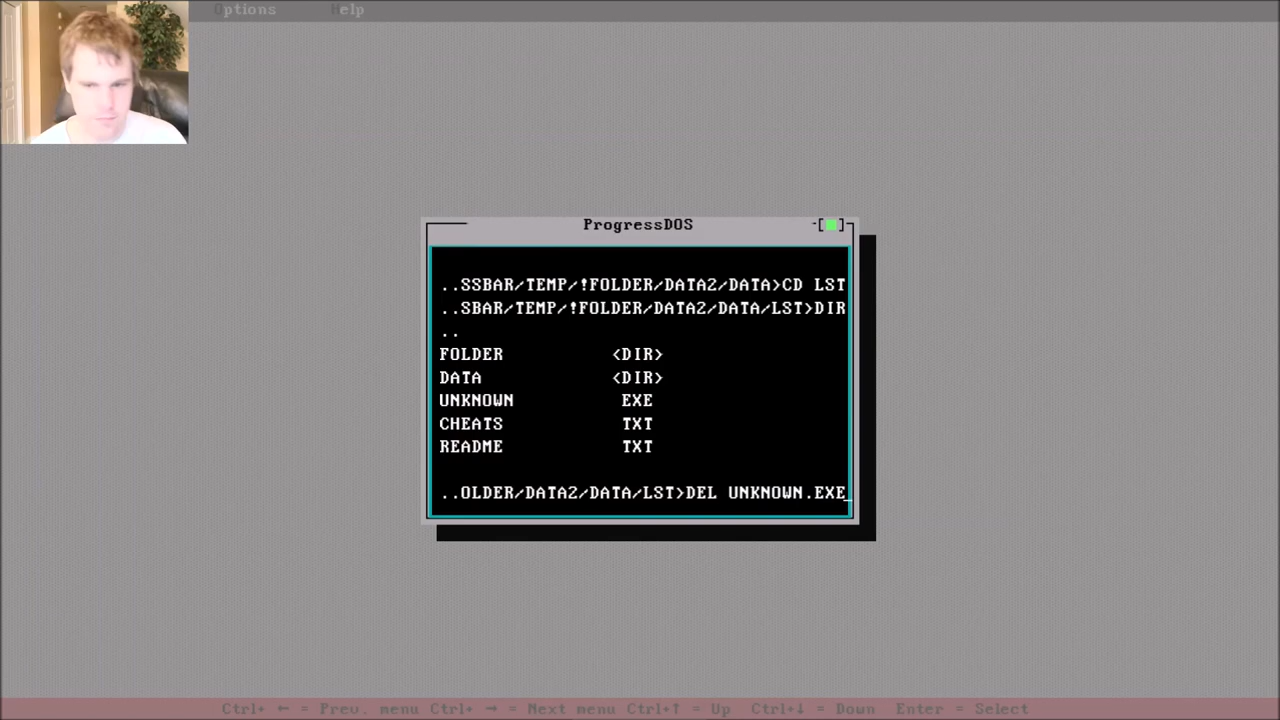 Options Help
ProgressDOS
..SSBAR/TEMP/!FOLDER/DATA2/DATA>CD LST
..SBAR/TEMP/!FOLDER/DATA2/DATA/LST>DIR
..
FOLDER <DIR>
DATA <DIR>
UNKNOWN EXE
CHEATS TXT
README TXT
..OLDER/DATA2/DATA/LST>DEL UNKNOWN.EXE_
Ctrl+ ← = Prev. menu Ctrl+ → = Next menu Ctrl+↑ = Up Ctrl+↓ = Down Enter = Select